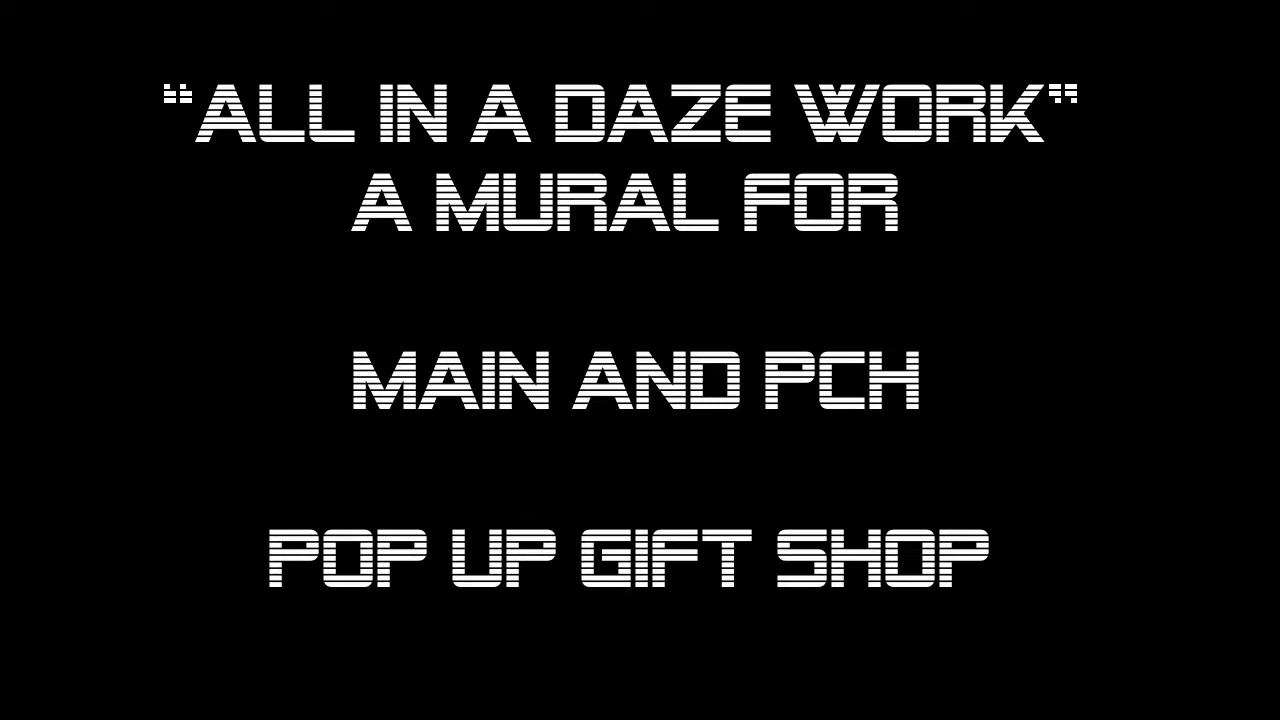 “ALL IN A DAZE WORK”
A MURAL FOR
MAIN AND PCH
POP UP GIFT SHOP